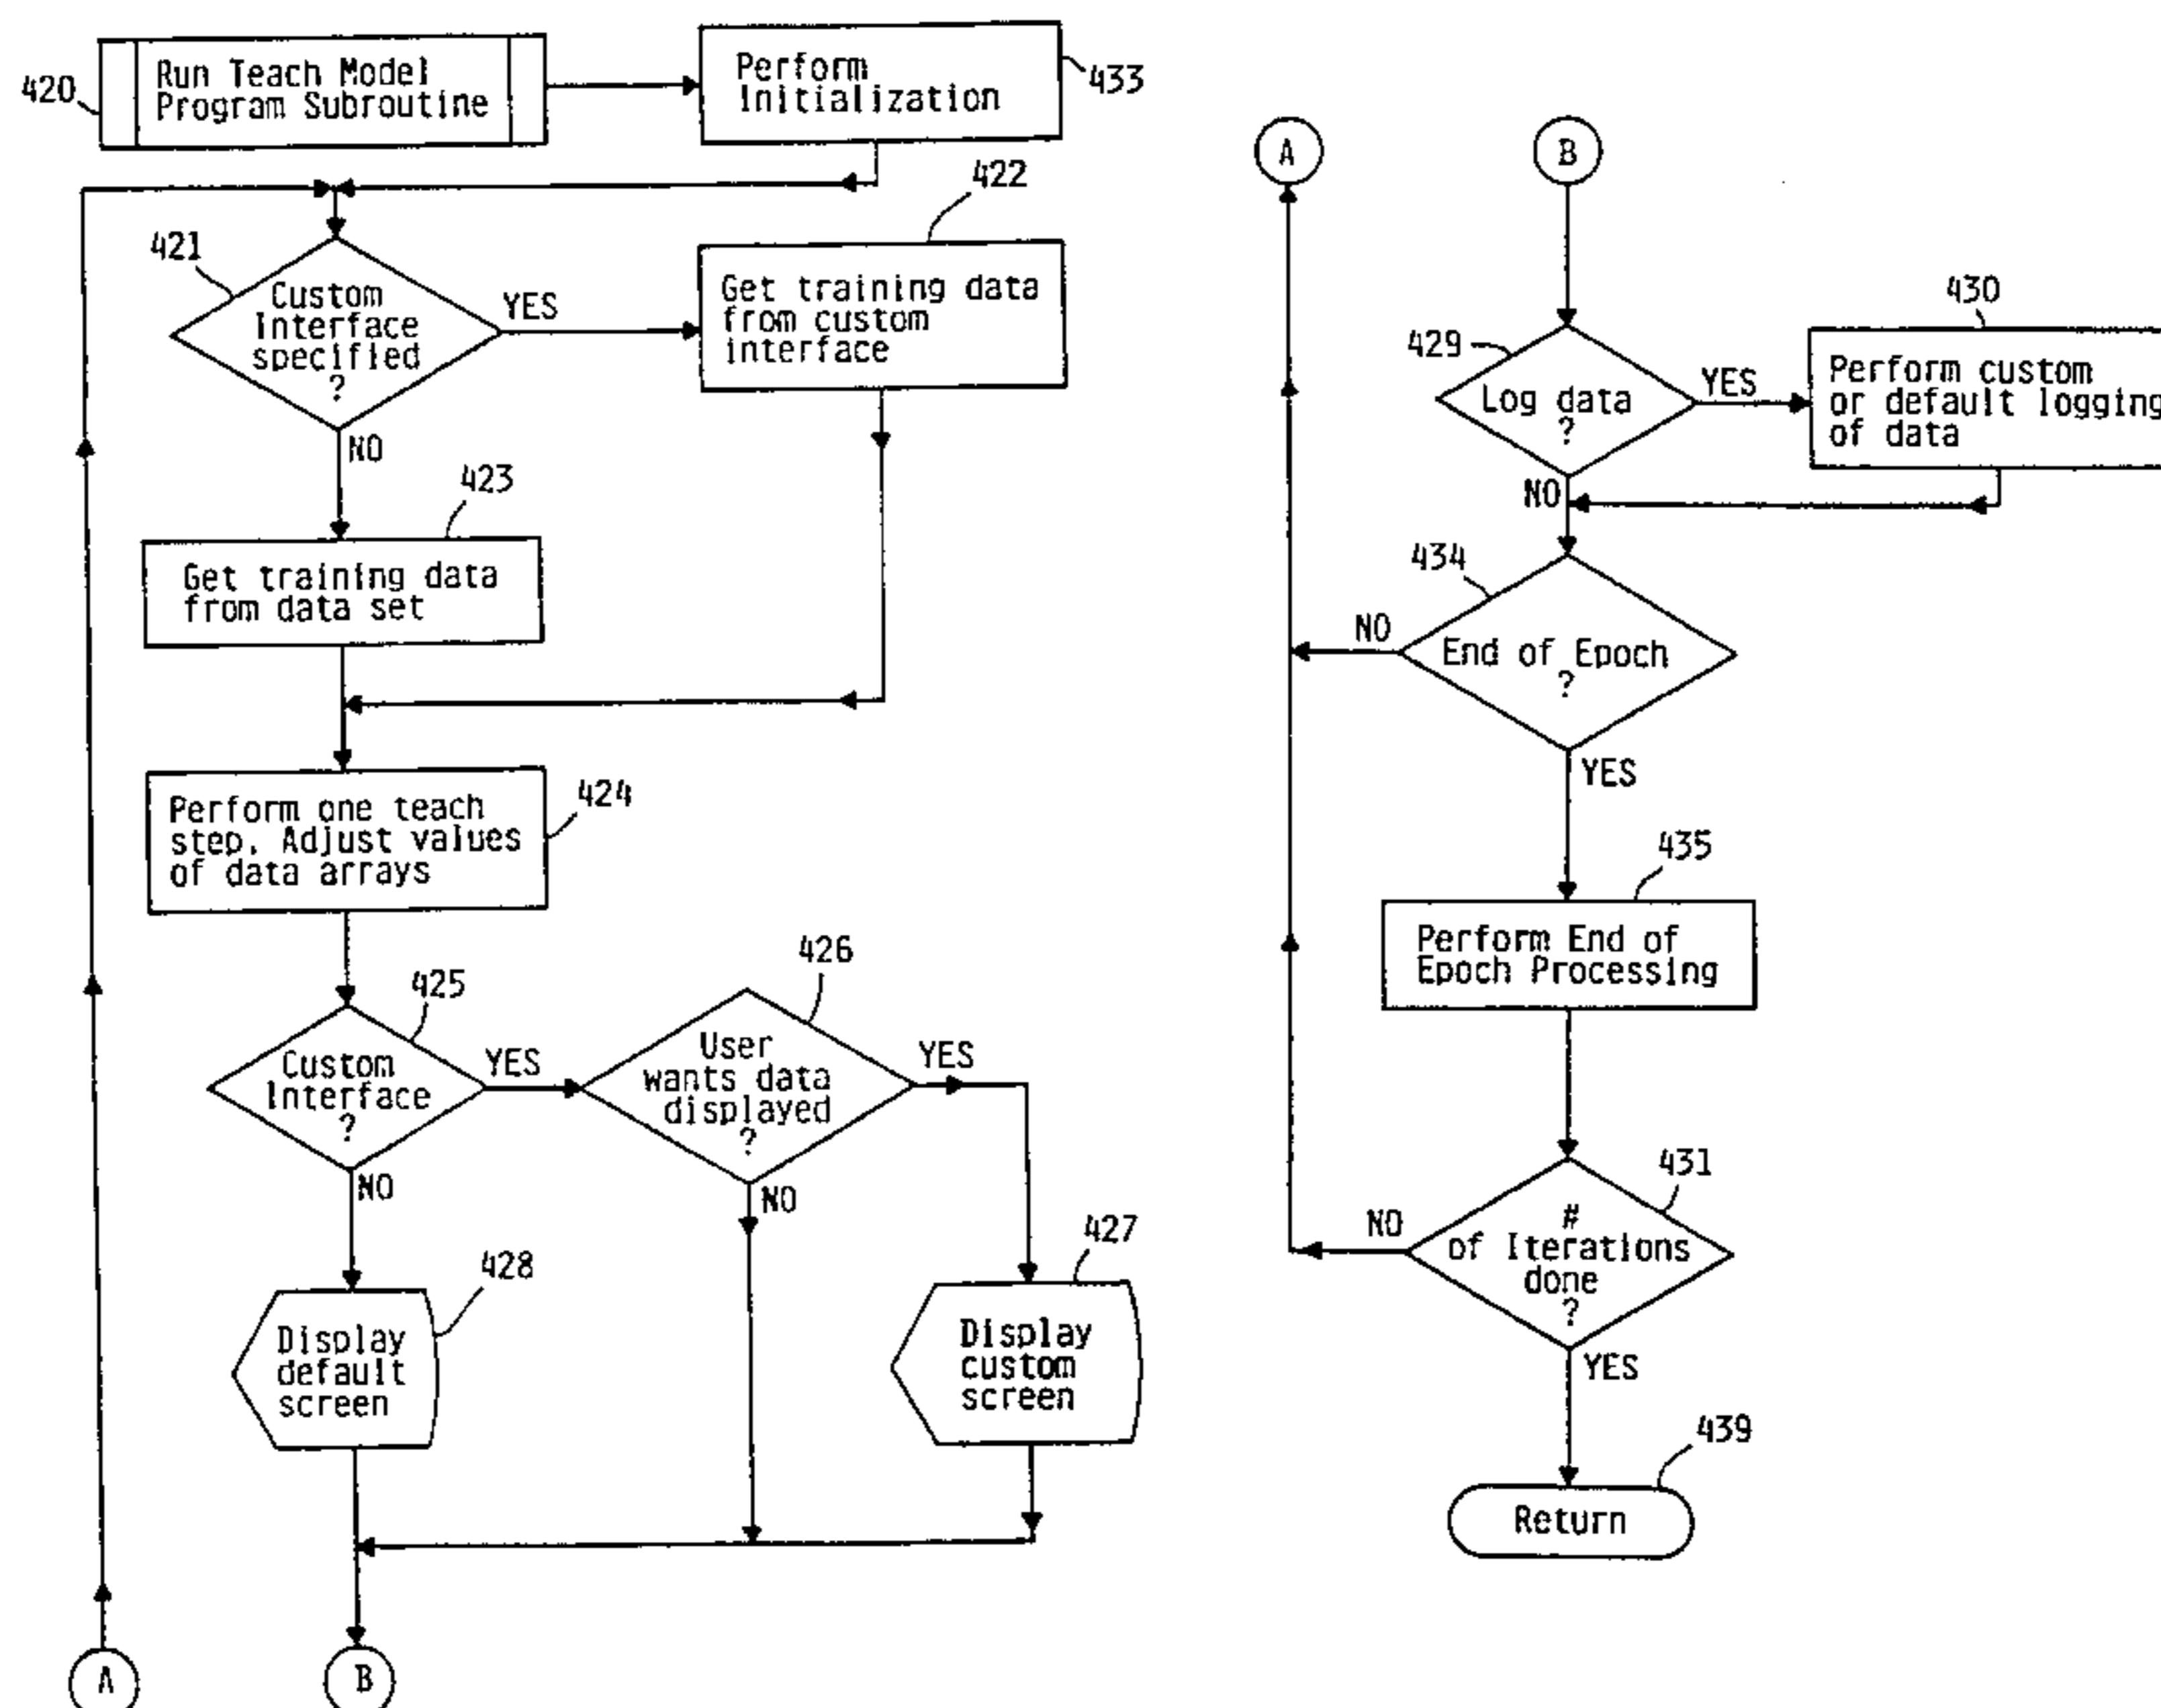 420
Run Teach Model
Program Subroutine
Perform
Initialization
433
421
Custom
Interface
specified
?
YES
NO
422
Get training data
from custom
interface
423
Get training data
from data set
Perform one teach
step. Adjust values
of data arrays
424
425
Custom
Interface
?
YES
NO
426
User
wants data
displayed
?
YES
NO
428
Display
default
screen
427
Display
custom
screen
A
B
A
B
429
Log data
?
YES
NO
430
Perform custom
or default logging
of data
434
End of Epoch
?
NO
YES
435
Perform End of
Epoch Processing
431
#
of Iterations
done
?
NO
YES
439
Return